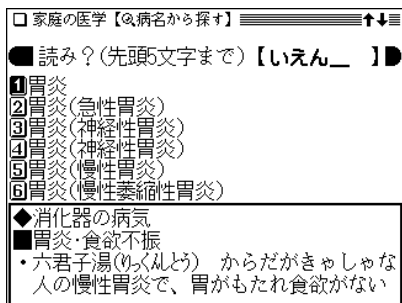 □ 家庭の医学【🔍病名から探す】
読み？(先頭5文字まで)【いえん＿ 】
1 胃炎
2 胃炎(急性胃炎)
3 胃炎(神経性胃炎)
4 胃炎(神経性胃炎)
5 胃炎(慢性胃炎)
6 胃炎(慢性萎縮性胃炎)
◆消化器の病気
■胃炎・食欲不振
・六君子湯(りっくんしとう) からだがきゃしゃな
人の慢性胃炎で、胃がもたれ食欲がない